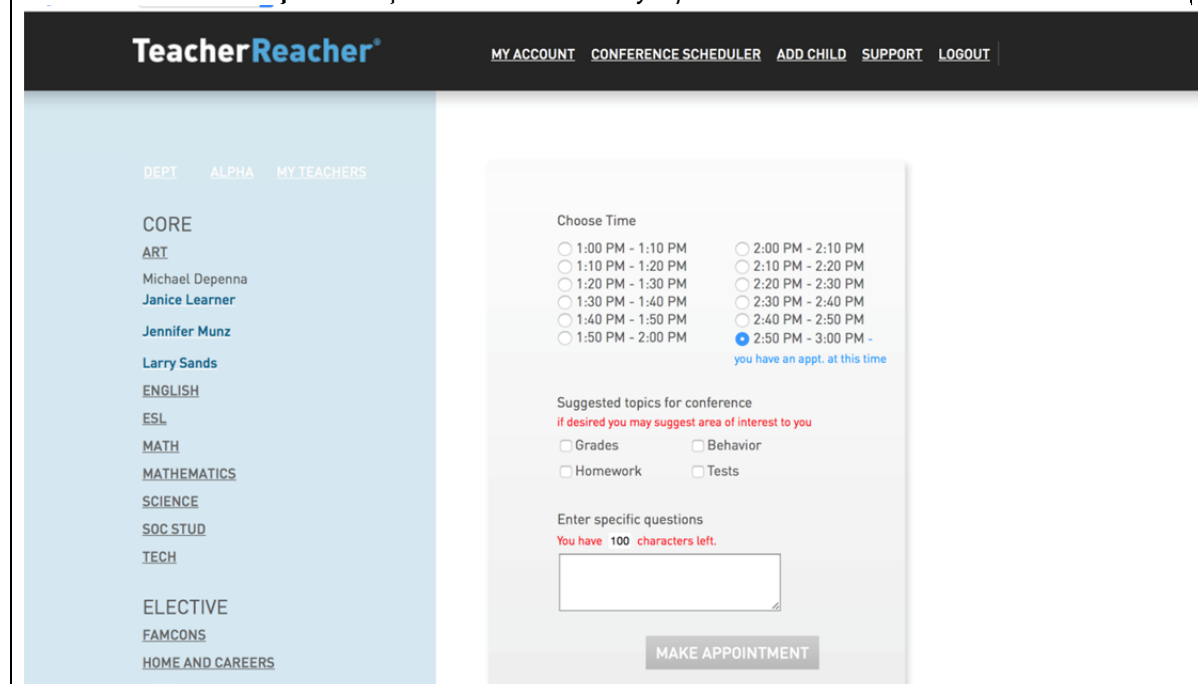 TeacherReacher®
MY ACCOUNT CONFERENCE SCHEDULER ADD CHILD SUPPORT LOGOUT
DEPT ALPHA MY TEACHERS
CORE
ART
Michael Depenna
Janice Learner
Jennifer Munz
Larry Sands
ENGLISH
ESL
MATH
MATHEMATICS
SCIENCE
SOC STUD
TECH
ELECTIVE
FAMCONS
HOME AND CAREERS
Choose Time
1:00 PM - 1:10 PM 2:00 PM - 2:10 PM
1:10 PM - 1:20 PM 2:10 PM - 2:20 PM
1:20 PM - 1:30 PM 2:20 PM - 2:30 PM
1:30 PM - 1:40 PM 2:30 PM - 2:40 PM
1:40 PM - 1:50 PM 2:40 PM - 2:50 PM
1:50 PM - 2:00 PM 2:50 PM - 3:00 PM -
you have an appt. at this time
Suggested topics for conference
if desired you may suggest area of interest to you
Grades Behavior
Homework Tests
Enter specific questions
You have 100 characters left.
MAKE APPOINTMENT